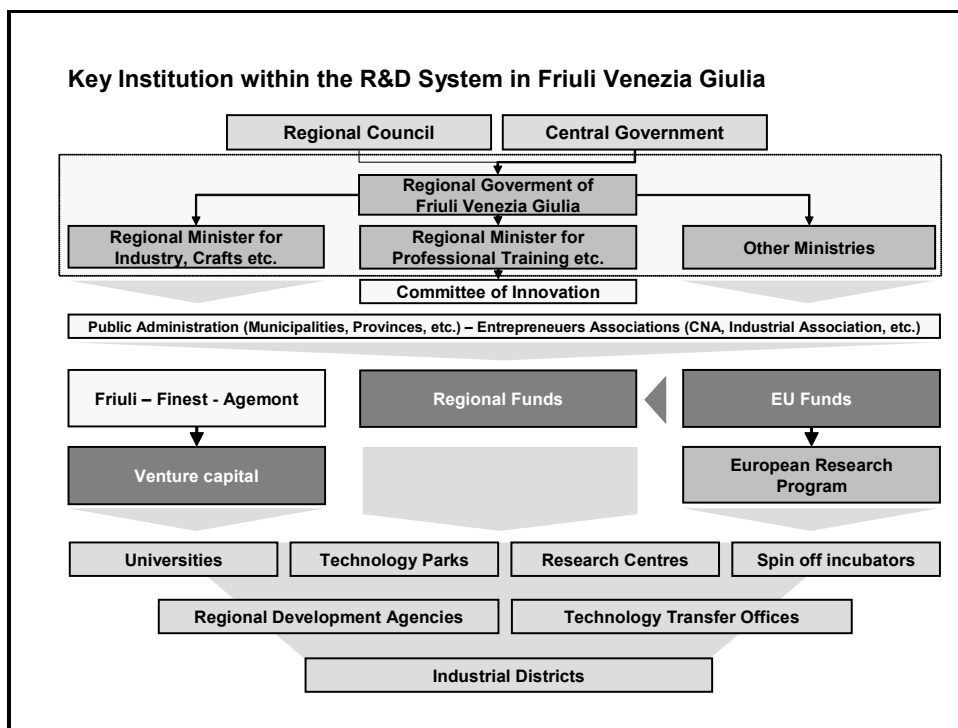 Key Institution within the R&D System in Friuli Venezia Giulia
Regional Council
Central Government
Regional Goverment of
Friuli Venezia Giulia
Regional Minister for
Industry, Crafts etc.
Regional Minister for
Professional Training etc.
Other Ministries
Committee of Innovation
Public Administration (Municipalities, Provinces, etc.) – Entrepreneuers Associations (CNA, Industrial Association, etc.)
Friuli – Finest - Agemont
Regional Funds
EU Funds
Venture capital
European Research
Program
Universities
Technology Parks
Research Centres
Spin off incubators
Regional Development Agencies
Technology Transfer Offices
Industrial Districts